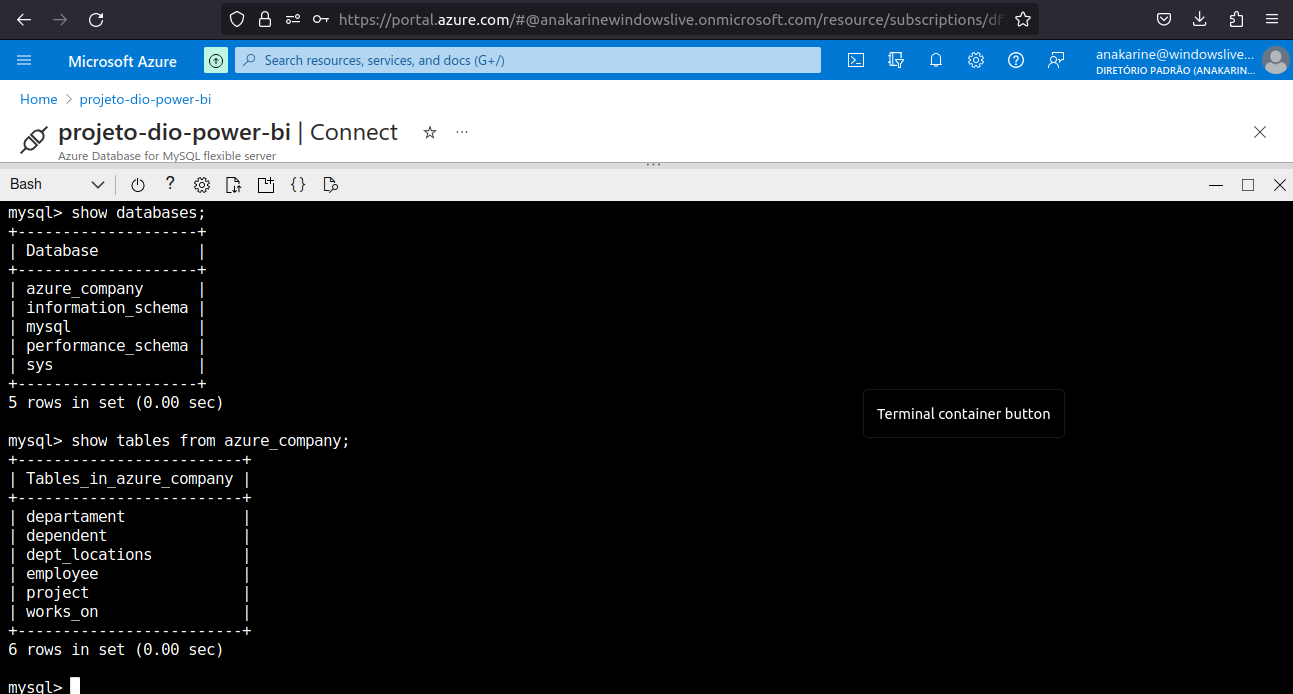 https://portal.azure.com/#@anakarinewindowslive.onmicrosoft.com/resource/subscriptions/df
Microsoft Azure
Search resources, services, and docs (G+/)
anakarine@windowslive...
DIRETÓRIO PADRÃO (ANAKARIN...
Home > projeto-dio-power-bi
projeto-dio-power-bi | Connect
Azure Database for MySQL flexible server
Bash
mysql> show databases;
+--------------------+
| Database           |
+--------------------+
| azure_company      |
| information_schema |
| mysql              |
| performance_schema |
| sys                |
+--------------------+
5 rows in set (0.00 sec)
Terminal container button
mysql> show tables from azure_company;
+-------------------------+
| Tables_in_azure_company |
+-------------------------+
| departament             |
| dependent               |
| dept_locations          |
| employee                |
| project                 |
| works_on                |
+-------------------------+
6 rows in set (0.00 sec)
mysql>